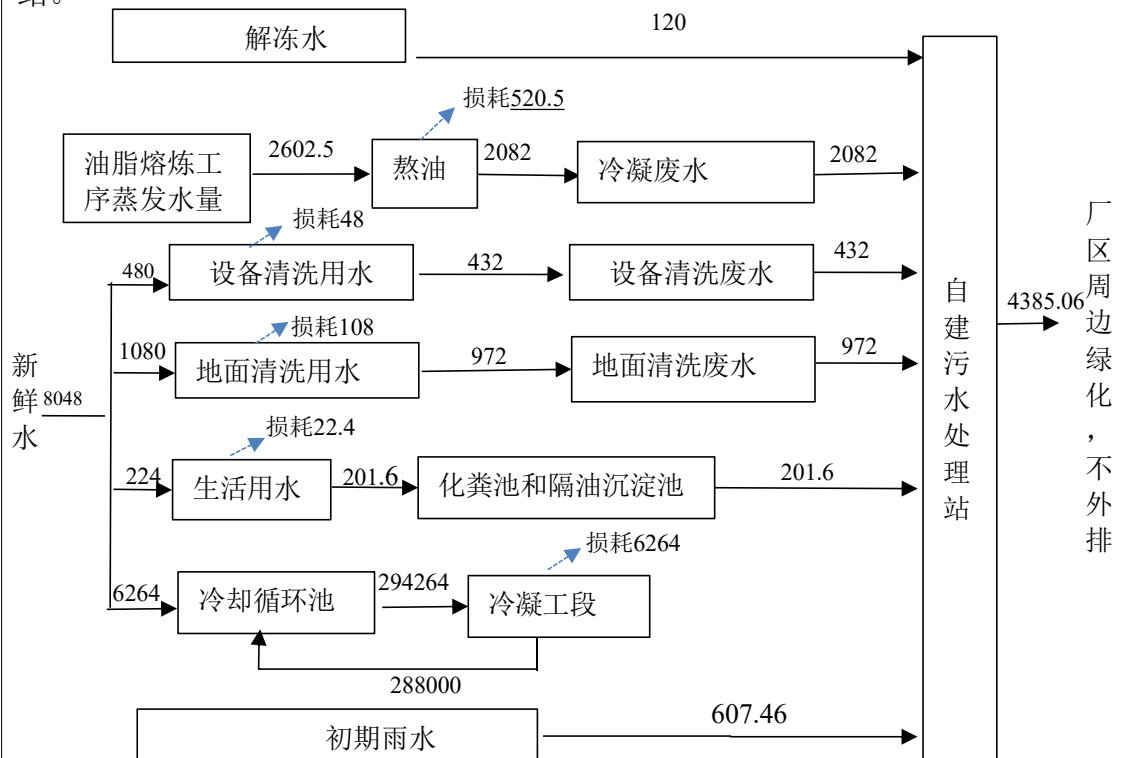 站。
解冻水
120
损耗520.5
油脂熔炼工
序蒸发水量
2602.5
熬油
2082
冷凝废水
2082
损耗48
480
设备清洗用水
432
设备清洗废水
432
损耗108
1080
地面清洗用水
972
地面清洗废水
972
新鲜水
8048
损耗22.4
224
生活用水
201.6
化粪池和隔油沉淀池
201.6
损耗6264
6264
冷却循环池
294264
冷凝工段
288000
初期雨水
607.46
自建污水处理站
4385.06
厂区周边绿化，不外排